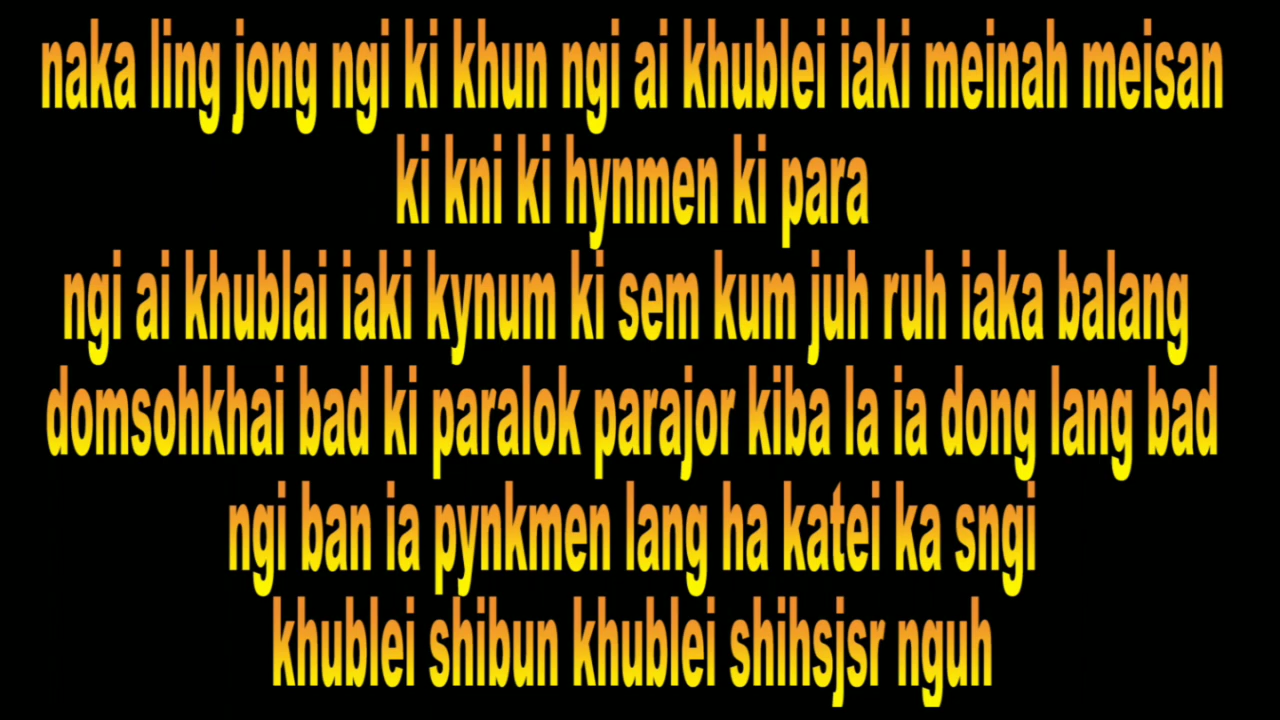 naka ling jong ngi ki khun ngi ai khublei iaki meinah meisan
ki kni ki hynmen ki para
ngi ai khublai iaki kynum ki sem kum juh ruh iaka balang
domsohkhai bad ki paralok parajor kiba la ia dong lang bad
ngi ban ia pynkmen lang ha katei ka sngi
khublei shibun khublei shihsjsr nguh